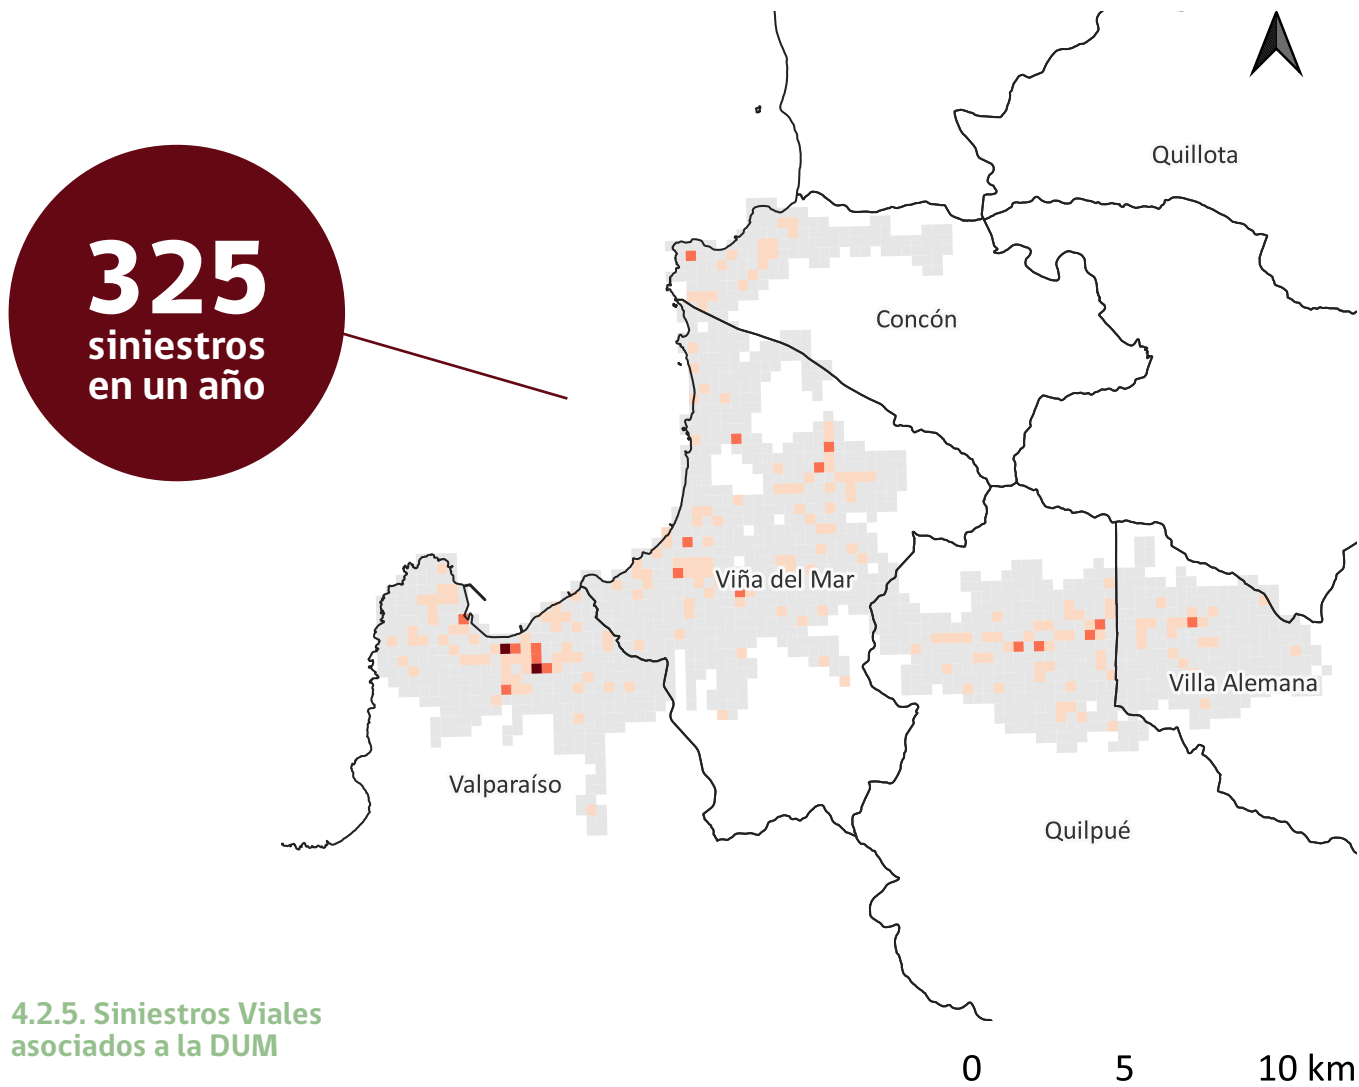 325
siniestros
en un año
Quillota
Concón
Viña del Mar
Villa Alemana
Valparaíso
Quilpué
4.2.5. Siniestros Viales
asociados a la DUM
0 5 10 km